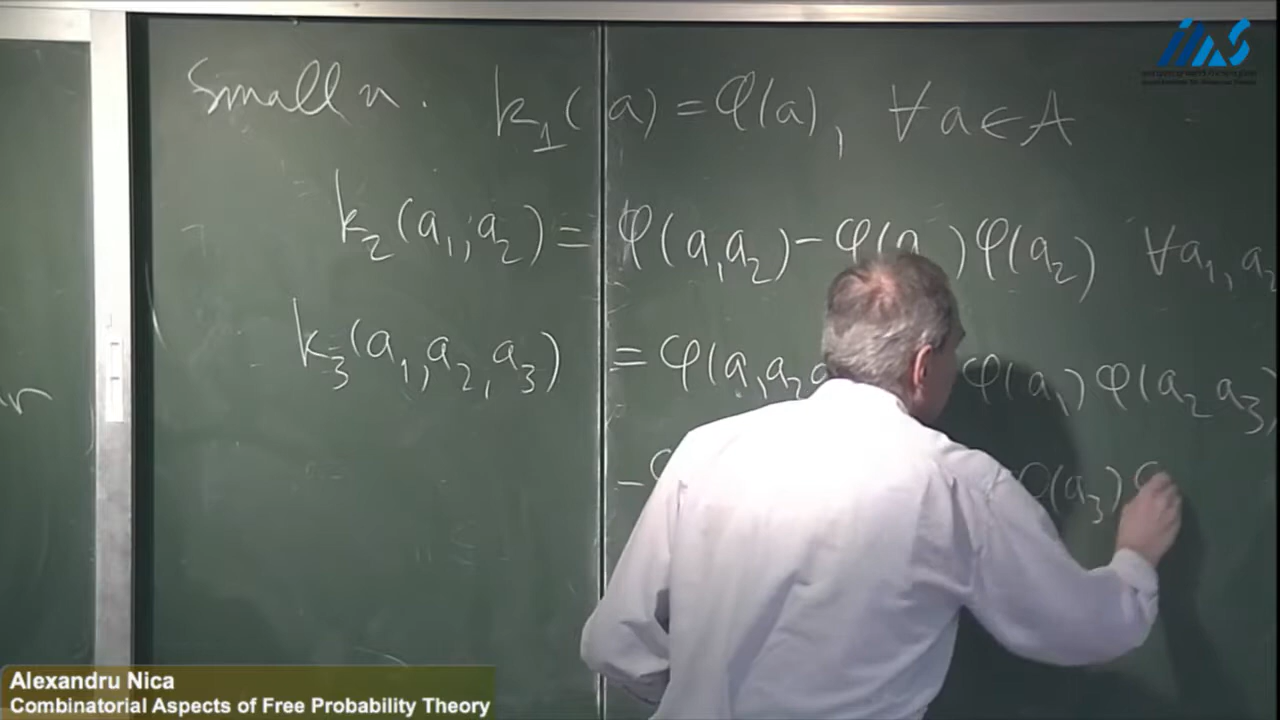 Small n. k₁(a) = φ(a), ∀ a ∈ A
k₂(a₁, a₂) = φ(a₁a₂) - φ(a )φ(a₂) ∀a₁, a₂
k₃(a₁, a₂, a₃) = φ(a₁a₂ φ(a₁)φ(a₂a₃)
- φ(a₃)
Alexandru Nica
Combinatorial Aspects of Free Probability Theory